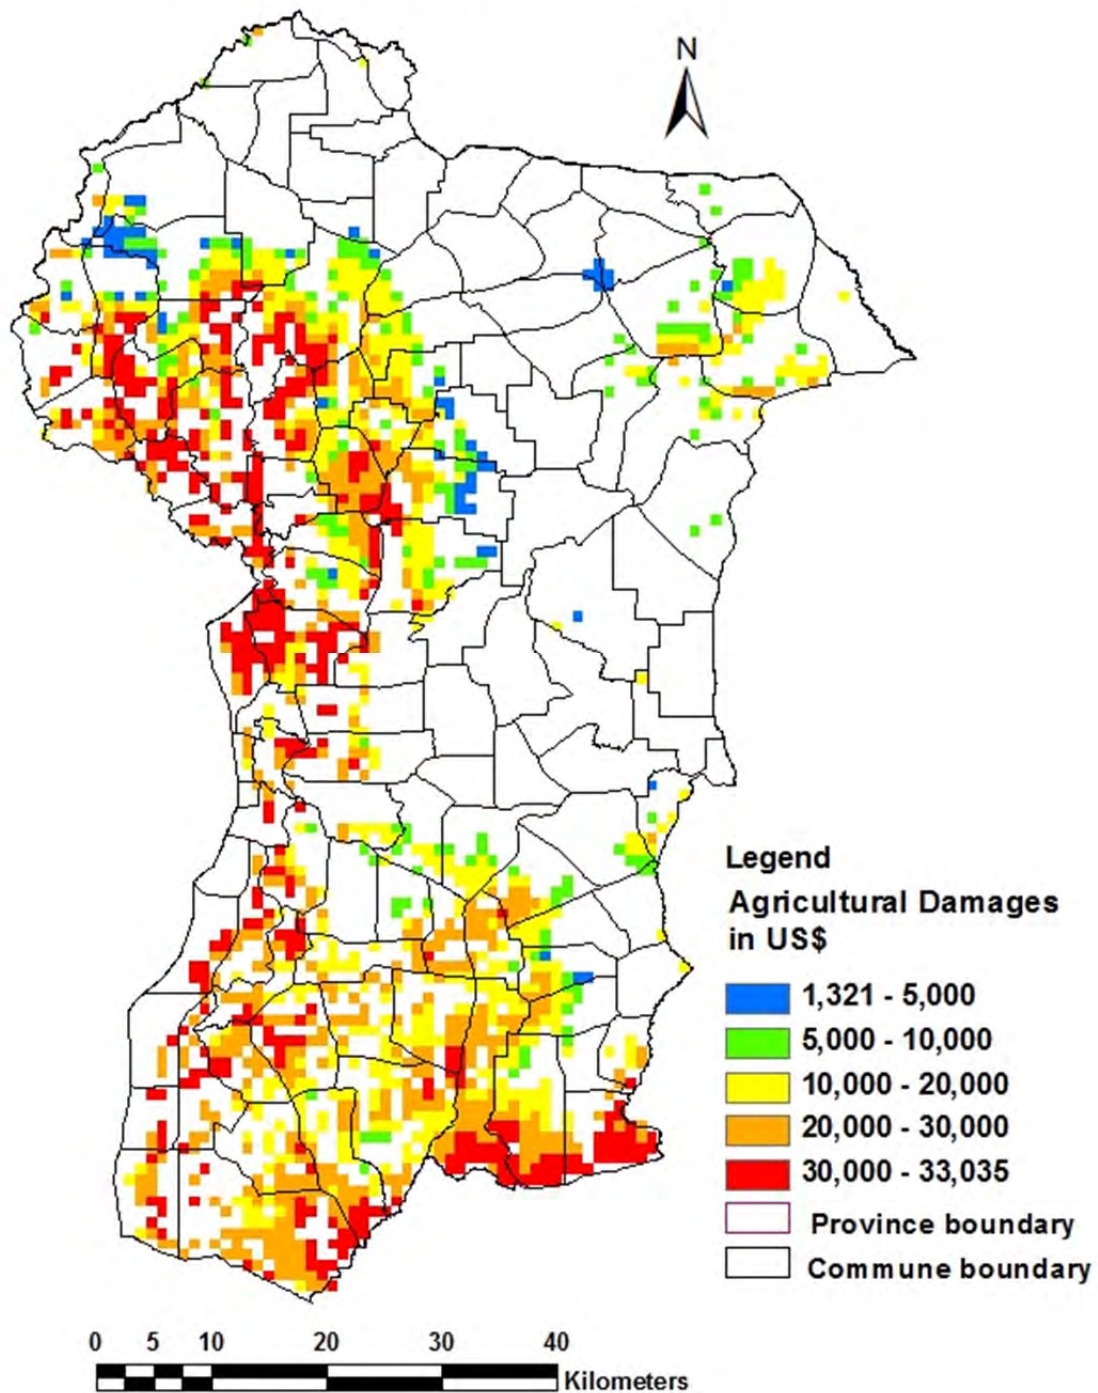 N
Legend
Agricultural Damages
in US$
1,321 - 5,000
5,000 - 10,000
10,000 - 20,000
20,000 - 30,000
30,000 - 33,035
Province boundary
Commune boundary
0 5 10 20 30 40
Kilometers